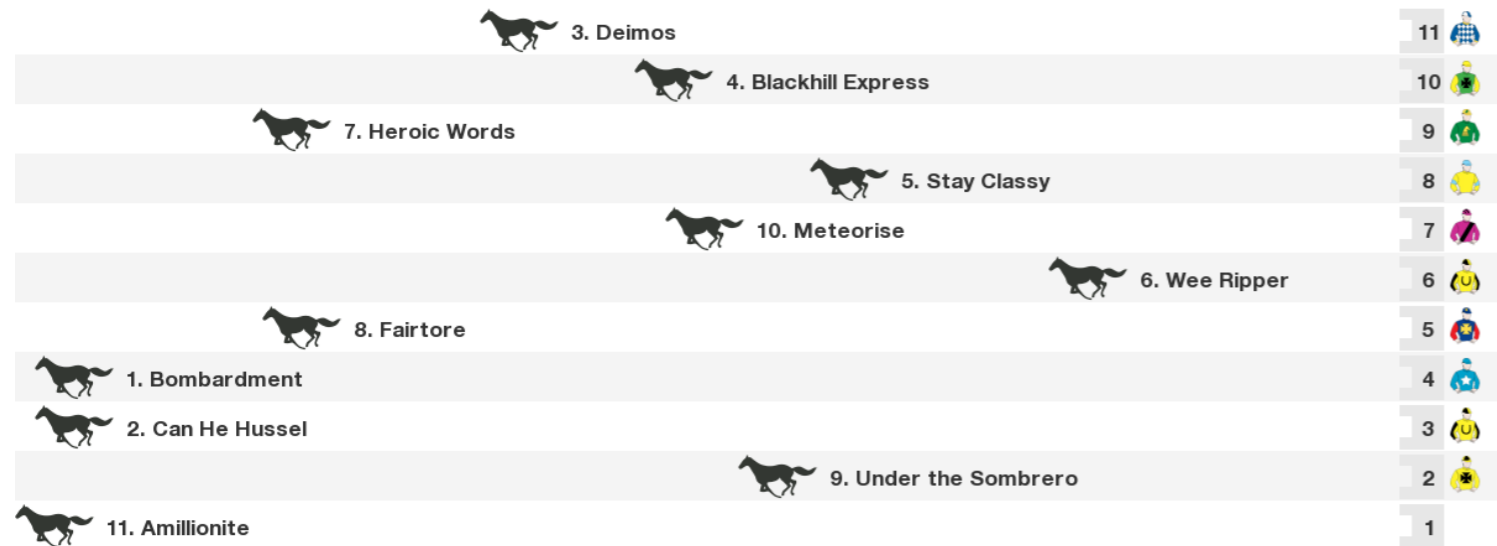 3. Deimos 11
4. Blackhill Express 10
7. Heroic Words 9
5. Stay Classy 8
10. Meteorise 7
6. Wee Ripper 6
8. Fairtore 5
1. Bombardment 4
2. Can He Hussel 3
9. Under the Sombrero 2
11. Amillionite 1